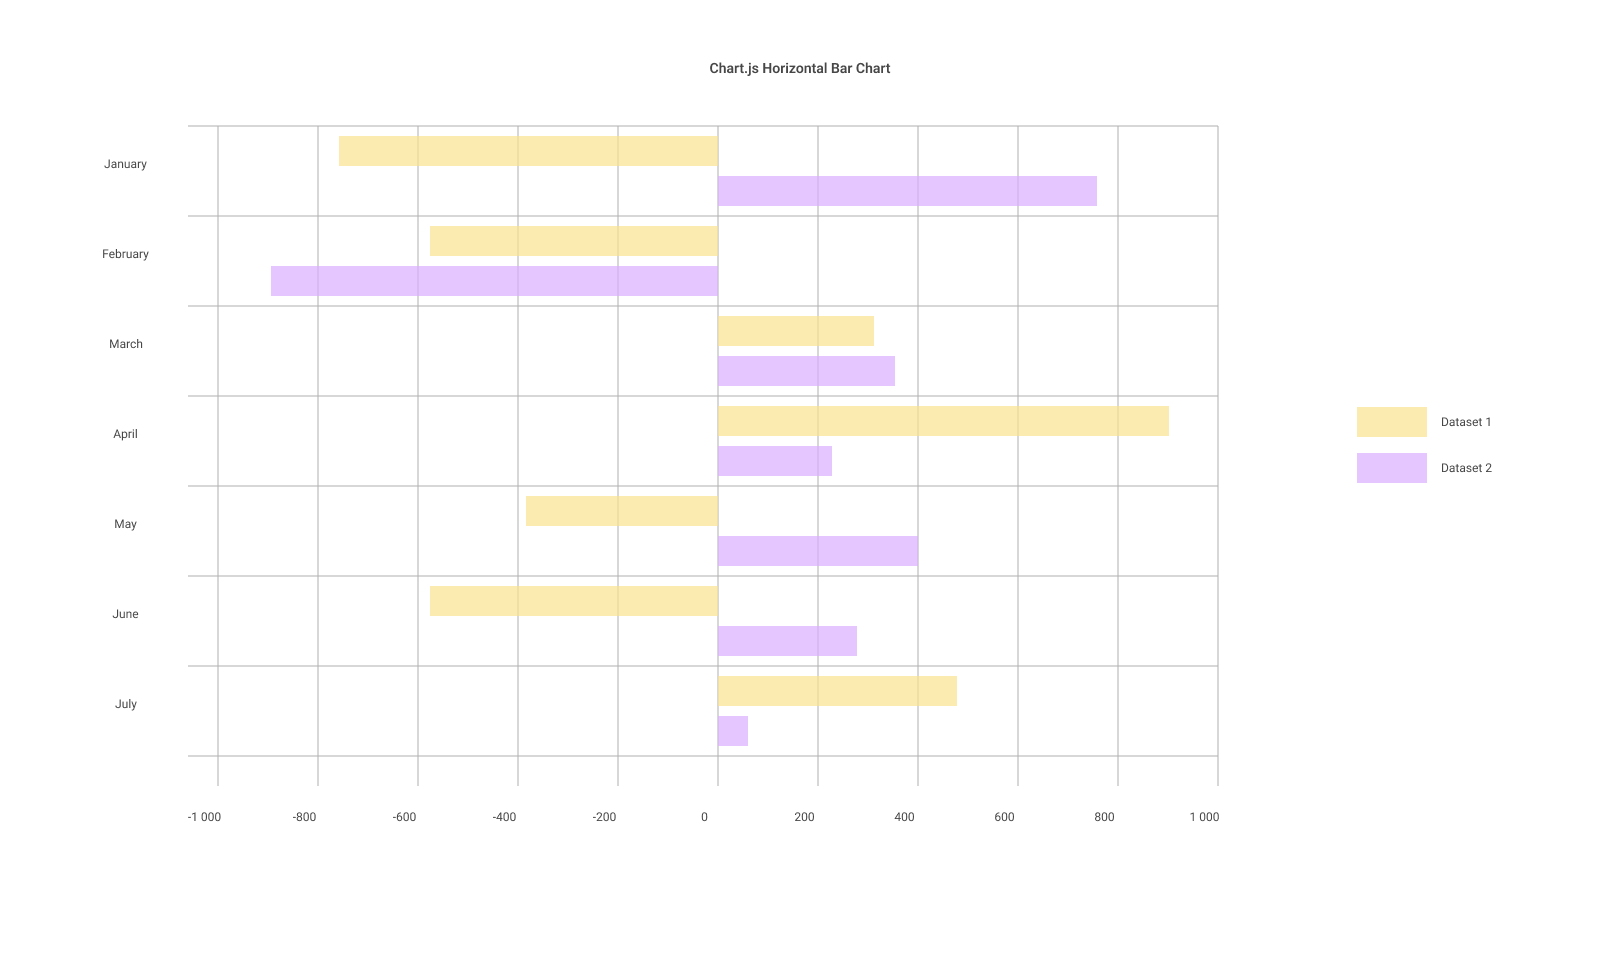 Chart.js Horizontal Bar Chart
January
February
March
April
May
June
July
Dataset 1
Dataset 2
-1 000 -800 -600 -400 -200 0 200 400 600 800 1 000